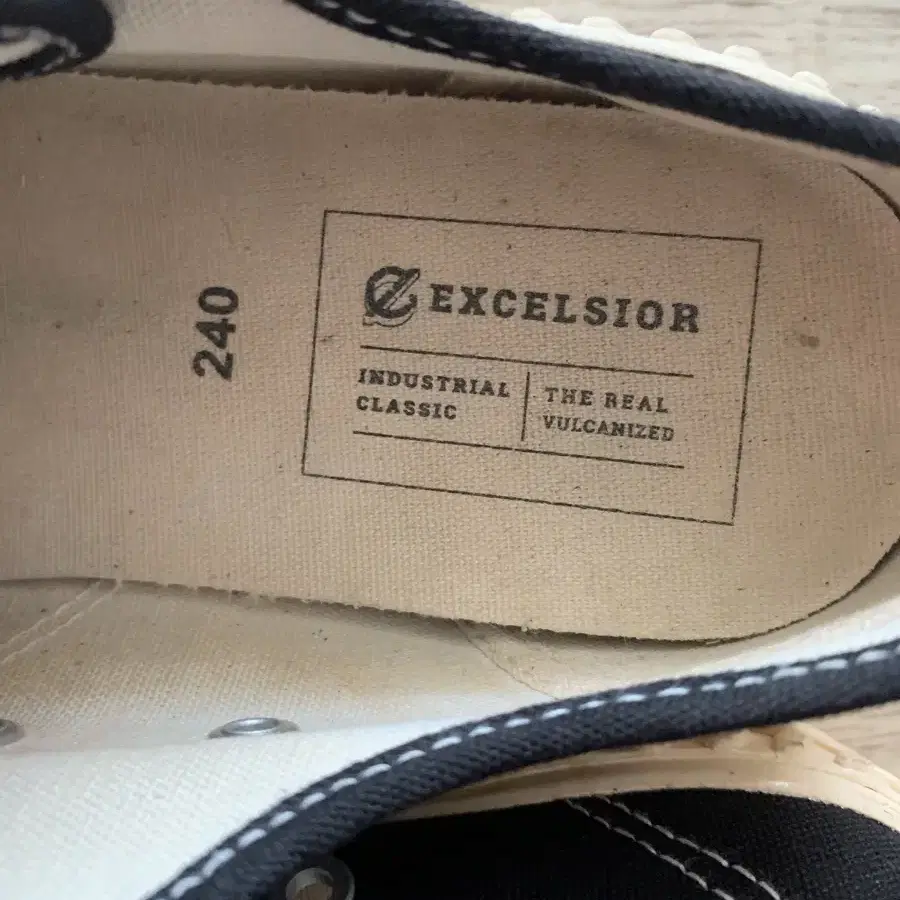 240
EXCELSIOR
INDUSTRIAL
CLASSIC
THE REAL
VULCANIZED